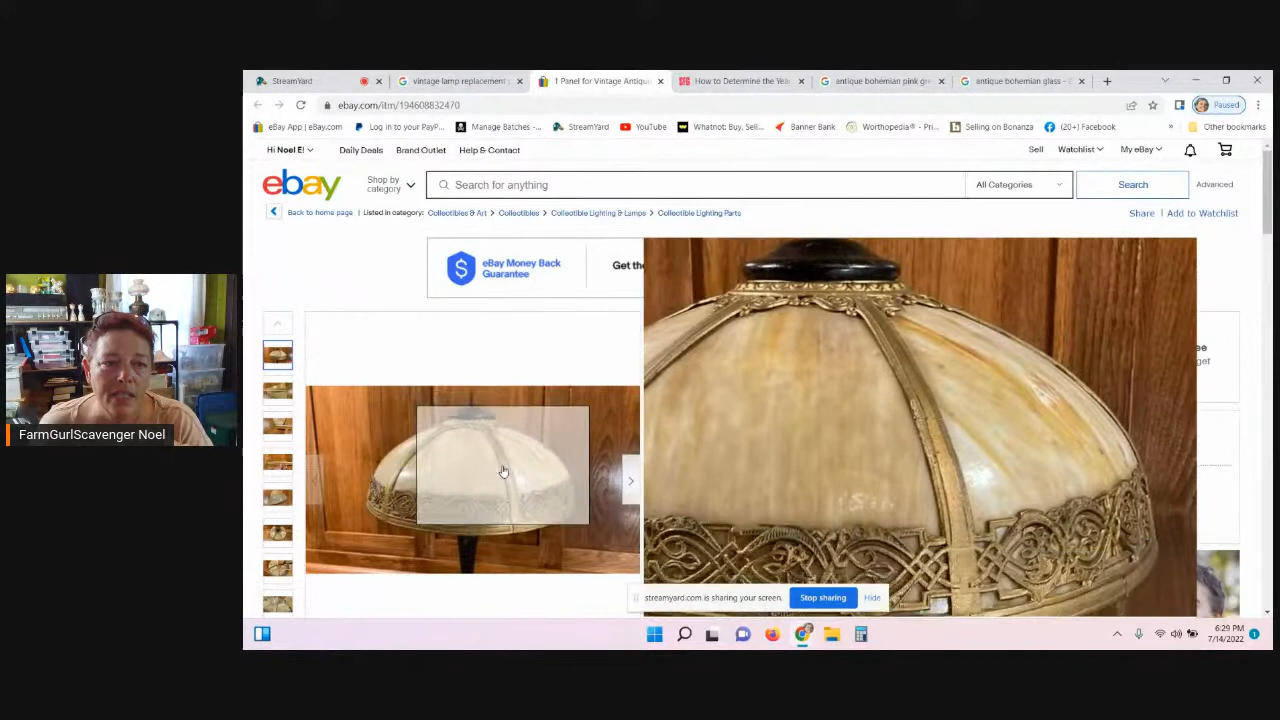 StreamYard
vintage lamp replacement
1 Panel for Vintage Antique
How to Determine the Yea
antique bohemian pink gre
antique bohemian glass - E
ebay.com/itm/194608832470
Paused
eBay App | eBay.com
Log in to your PayP...
Manage Batches -...
StreamYard
YouTube
Whatnot: Buy, Sell...
Banner Bank
Worthopedia® - Pri...
Selling on Bonanza
(20+) Facebook
»
Other bookmarks
Hi Noel E!
Daily Deals
Brand Outlet
Help & Contact
Sell
Watchlist
My eBay
ebay
Shop by
category
Search for anything
All Categories
Search
Advanced
Back to home page
Listed in category:
Collectibles & Art
Collectibles
Collectible Lighting & Lamps
Collectible Lighting Parts
Share
Add to Watchlist
eBay Money Back
Guarantee
Get the
FarmGurlScavenger Noel
streamyard.com is sharing your screen.
Stop sharing
Hide
6:29 PM
7/14/2022
1